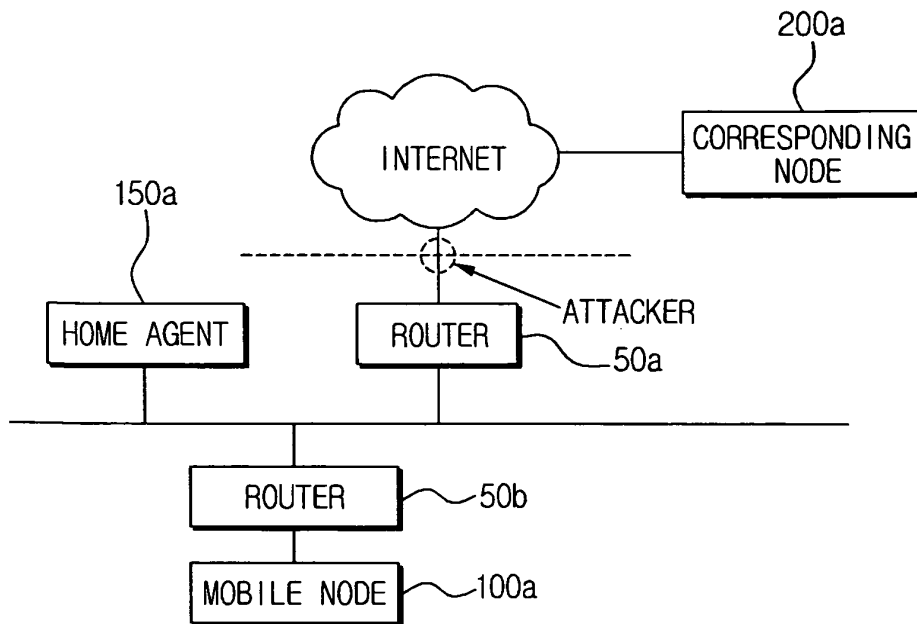 200a
INTERNET
CORRESPONDING
NODE
150a
HOME AGENT
ROUTER
ATTACKER
50a
ROUTER
50b
MOBILE NODE
100a